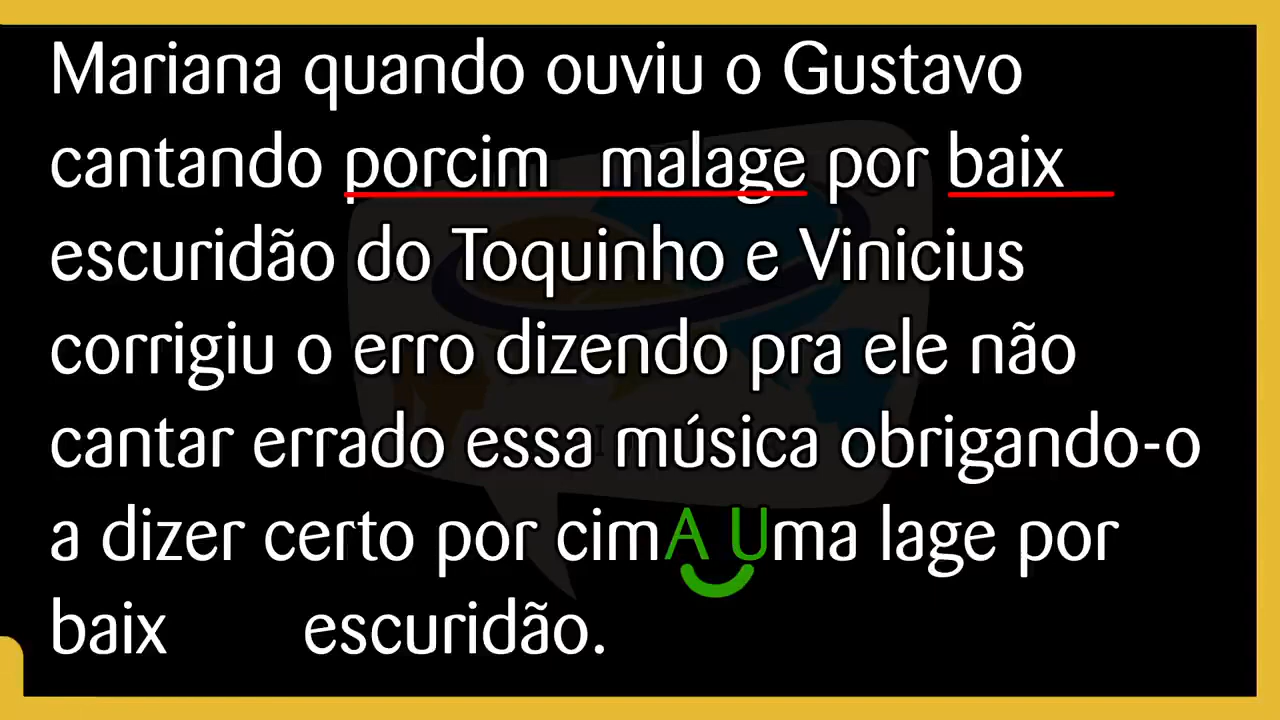 Mariana quando ouviu o Gustavo
cantando porcim malage por baix
escuridão do Toquinho e Vinicius
corrigiu o erro dizendo pra ele não
cantar errado essa música obrigando-o
a dizer certo por cimA Uma lage por
baix escuridão.